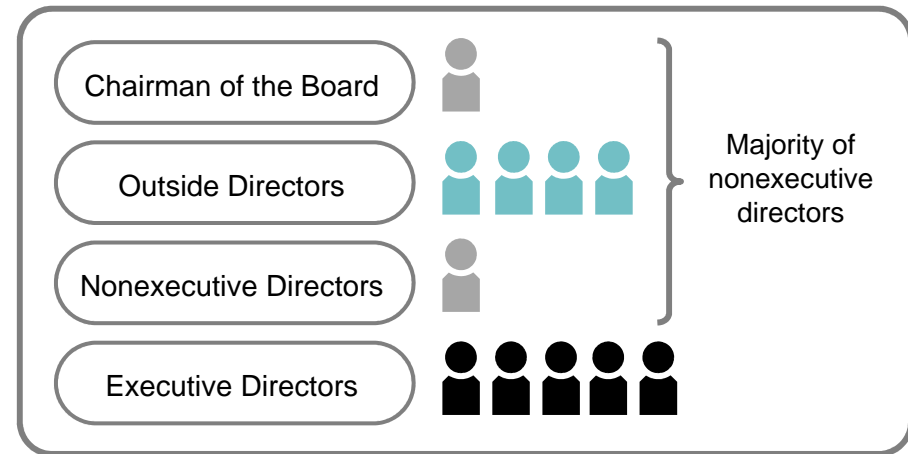 Chairman of the Board
Outside Directors
Nonexecutive Directors
Executive Directors
Majority of
nonexecutive
directors